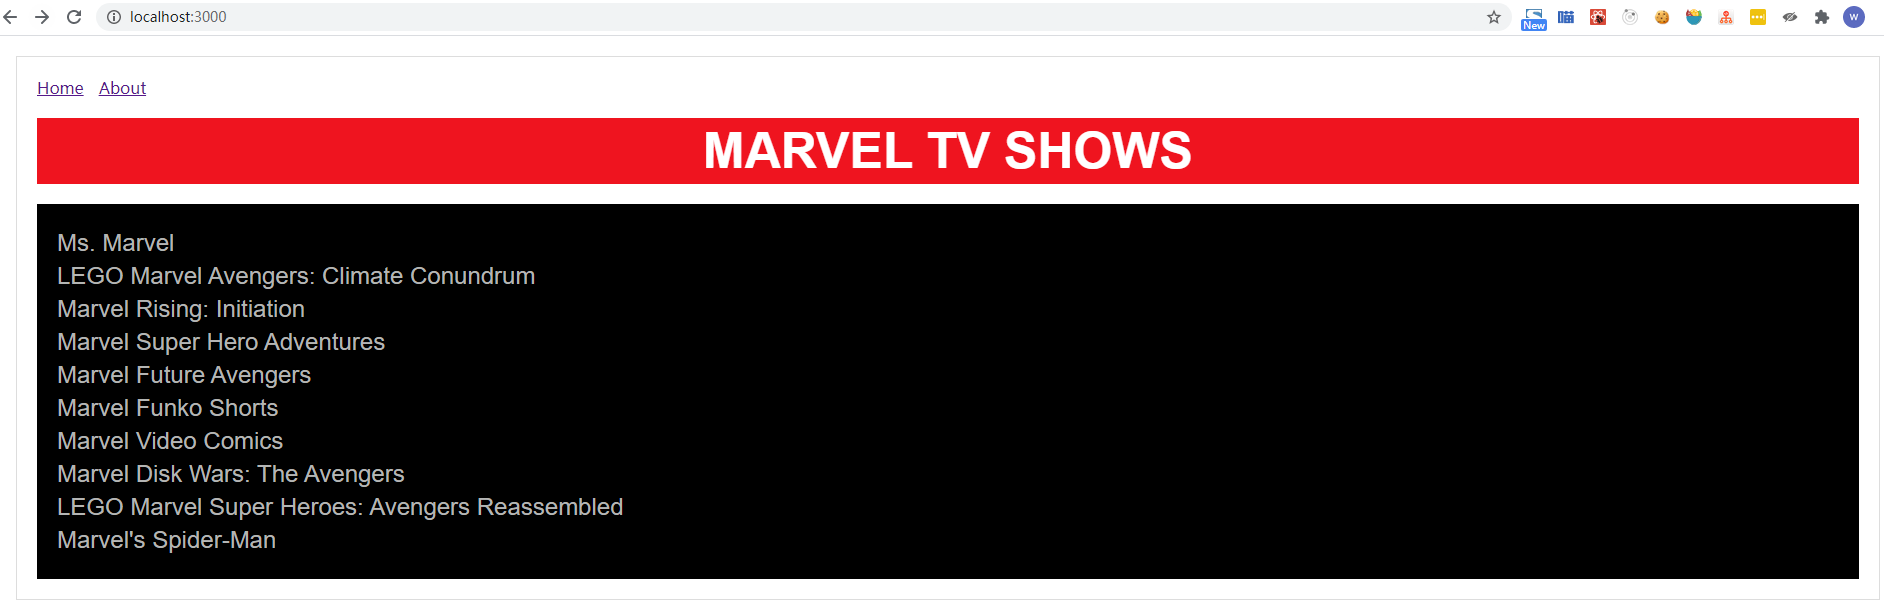 localhost:3000
New
W
Home About
MARVEL TV SHOWS
Ms. Marvel
LEGO Marvel Avengers: Climate Conundrum
Marvel Rising: Initiation
Marvel Super Hero Adventures
Marvel Future Avengers
Marvel Funko Shorts
Marvel Video Comics
Marvel Disk Wars: The Avengers
LEGO Marvel Super Heroes: Avengers Reassembled
Marvel's Spider-Man